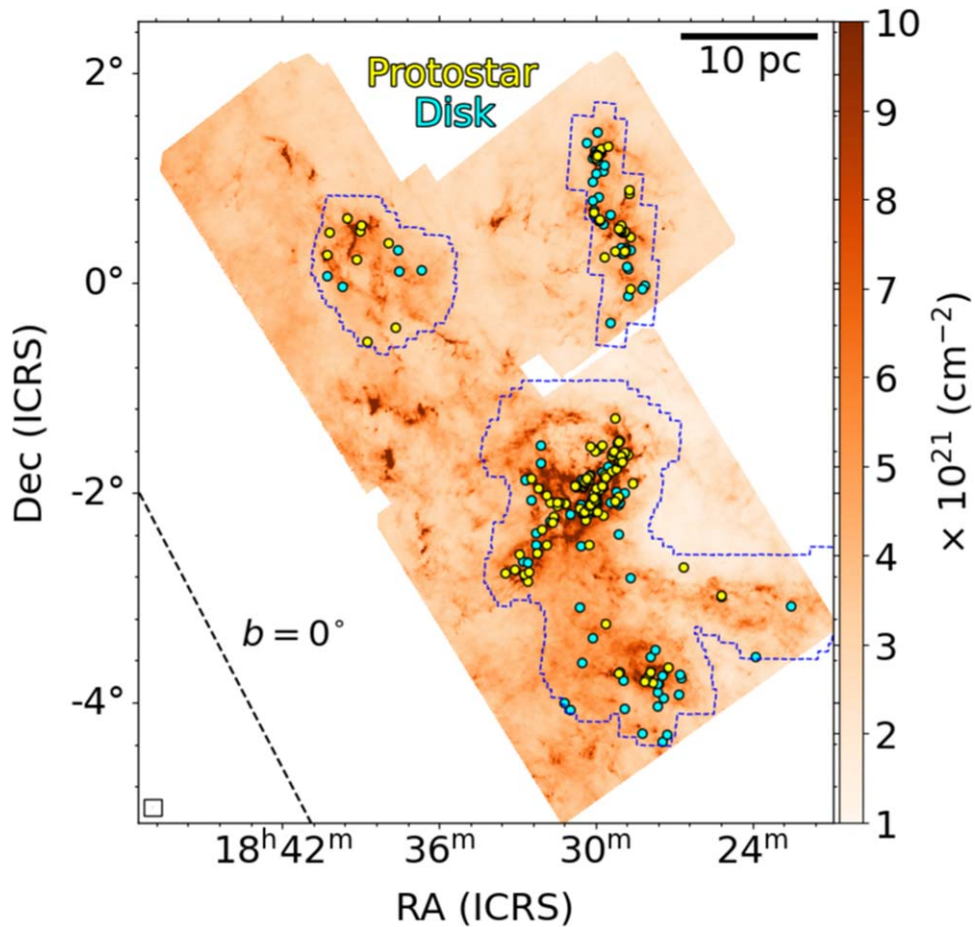 Protostar
Disk
10 pc
2°
0°
-2°
-4°
Dec (ICRS)
b = 0°
18ʰ42ᵐ 36ᵐ 30ᵐ 24ᵐ
RA (ICRS)
10
9
8
7
6
5
4
3
2
1
× 10²¹ (cm⁻²)